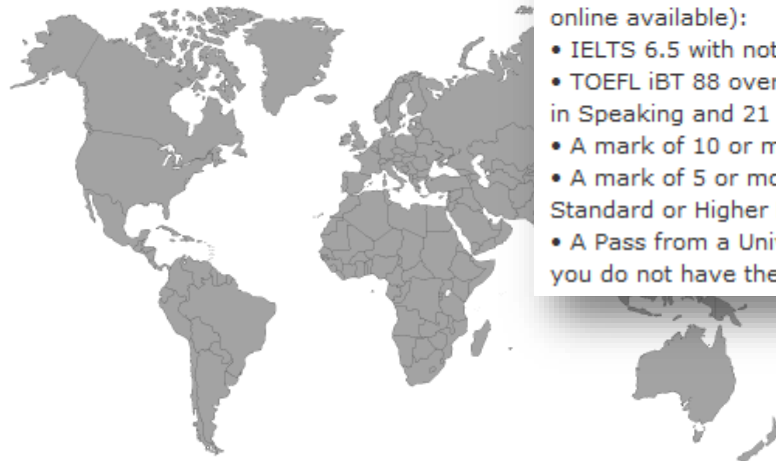 online available):
• IELTS 6.5 with not
• TOEFL iBT 88 over
in Speaking and 21
• A mark of 10 or m
• A mark of 5 or mo
Standard or Higher
• A Pass from a Uni
you do not have the